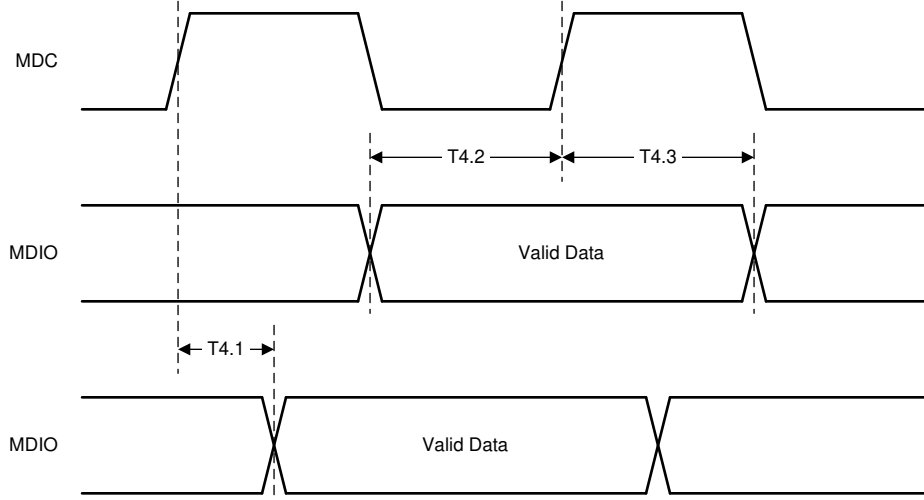 MDC
T4.2
T4.3
MDIO
Valid Data
T4.1
MDIO
Valid Data